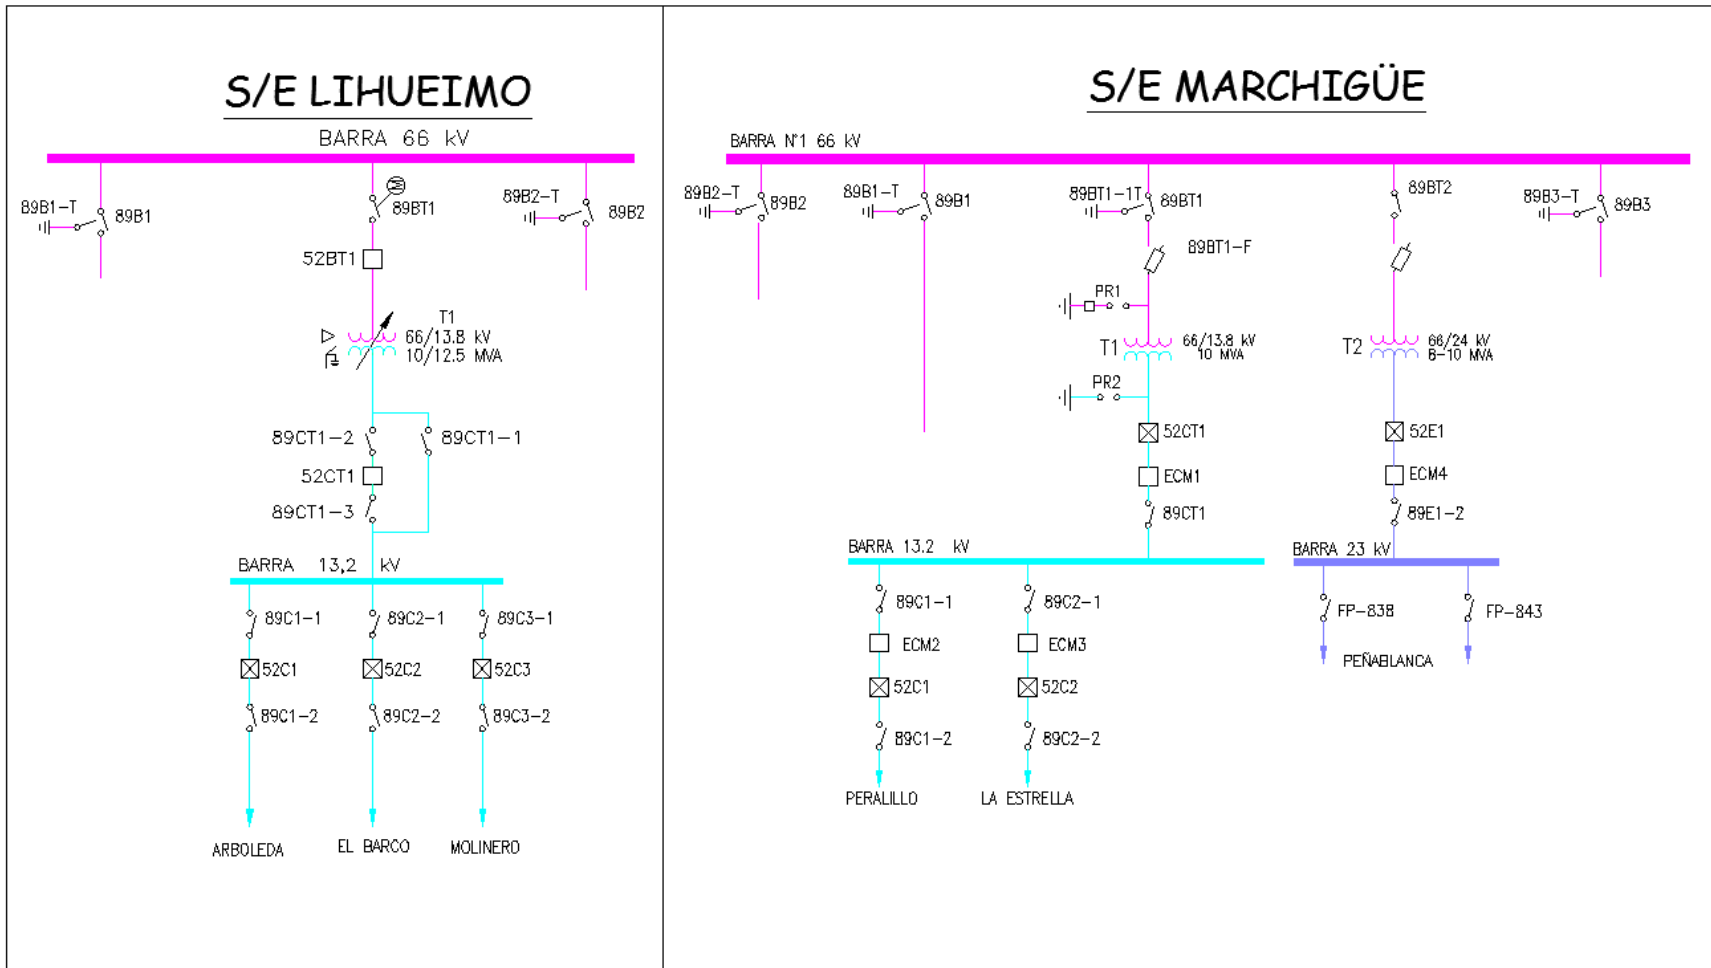 S/E LIHUEIMO
BARRA 66 kV
89B1-T
89B1
89BT1
89B2-T
89B2
52BT1
T1
66/13.8 kV
10/12.5 MVA
89CT1-2
89CT1-1
52CT1
89CT1-3
BARRA 13,2 kV
89C1-1
89C2-1
89C3-1
52C1
52C2
52C3
89C1-2
89C2-2
89C3-2
ARBOLEDA
EL BARCO
MOLINERO
S/E MARCHIGÜE
BARRA N°1 66 kV
89B2-T
89B2
89B1-T
89B1
89BT1-1T
89BT1
89BT2
89B3-T
89B3
89BT1-F
PR1
T1
66/13.8 kV
10 MVA
T2
66/24 kV
8-10 MVA
PR2
52CT1
52E1
ECM1
ECM4
89CT1
89E1-2
BARRA 13.2 kV
BARRA 23 kV
89C1-1
89C2-1
FP-838
FP-843
ECM2
ECM3
PEÑABLANCA
52C1
52C2
89C1-2
89C2-2
PERALILLO
LA ESTRELLA